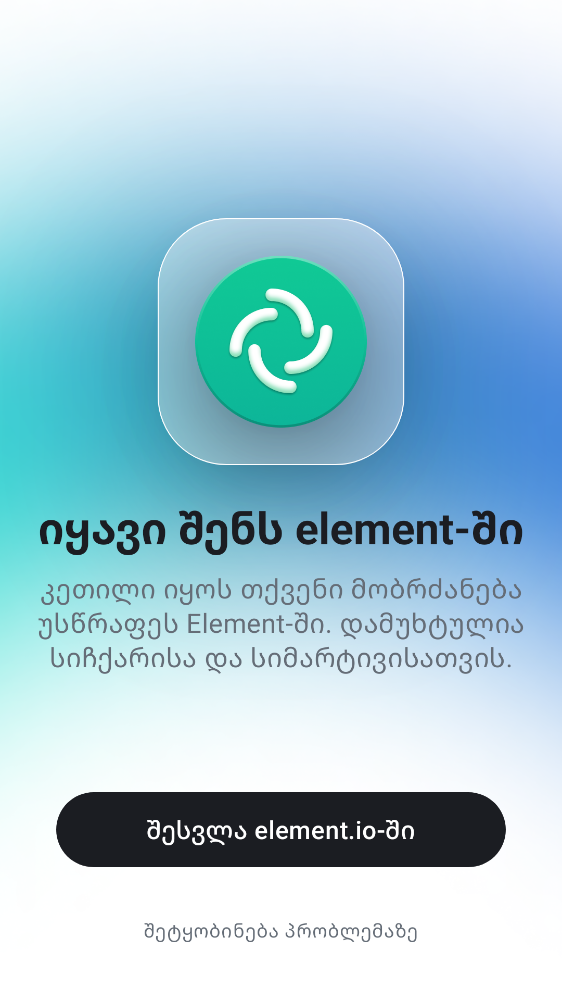 იყავი შენს element-ში
კეთილი იყოს თქვენი მობრძანება
უსწრაფეს Element-ში. დამუხტულია
სიჩქარისა და სიმარტივისათვის.
შესვლა element.io-ში
შეტყობინება პრობლემაზე